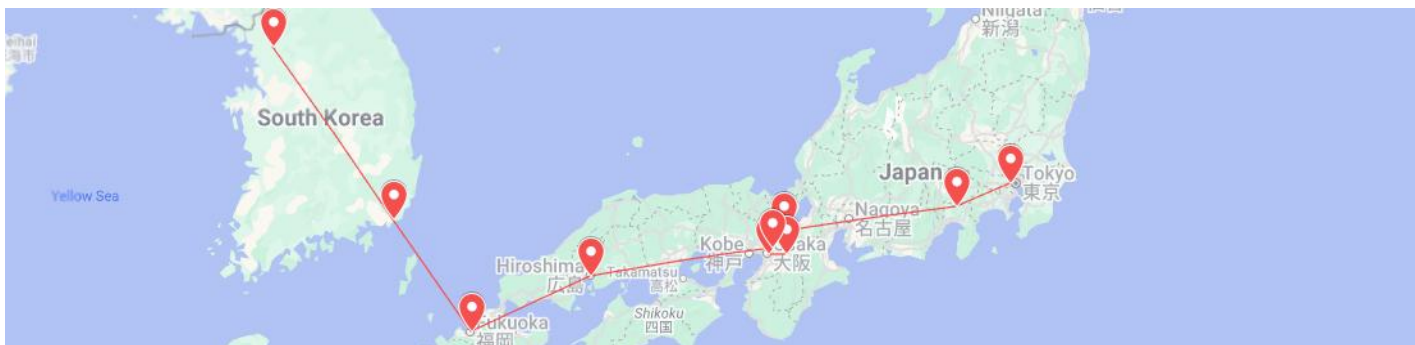 Niigata
新潟
South Korea
Yellow Sea
Japan
Tokyo
東京
Nagoya
名古屋
Kobe
神戸
大阪
Hiroshima
広島
Takamatsu
高松
Shikoku
四国
Fukuoka
福岡